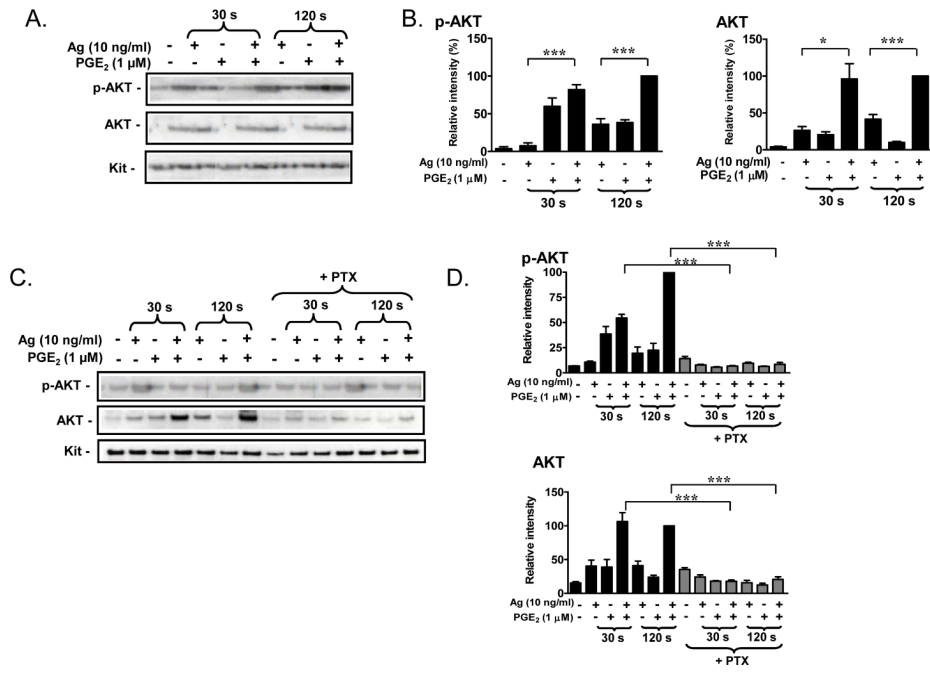 A.
30 s 120 s
Ag (10 ng/ml) - + - + + - +
PGE2 (1 μM) - - + + - + +
p-AKT -
AKT -
Kit -
B.
p-AKT
Relative intensity (%)
150
100
50
0
*** ***
Ag (10 ng/ml) - + - + + - +
PGE2 (1 μM) - - + + - + +
30 s 120 s
AKT
Relative intensity (%)
150
100
50
0
* ***
Ag (10 ng/ml) - + - + + - +
PGE2 (1 μM) - - + + - + +
30 s 120 s
C.
+ PTX
30 s 120 s 30 s 120 s
Ag (10 ng/ml) - + - + + - + - + - + + - +
PGE2 (1 μM) - - + + - + + - - + + - + +
p-AKT -
AKT -
Kit -
D.
p-AKT
Relative intensity
100
75
50
25
0
***
***
Ag (10 ng/ml) - + - + + - + - + - + + - +
PGE2 (1 μM) - - + + - + + - - + + - + +
30 s 120 s 30 s 120 s
+ PTX
AKT
Relative intensity
150
100
50
0
***
***
Ag (10 ng/ml) - + - + + - + - + - + + - +
PGE2 (1 μM) - - + + - + + - - + + - + +
30 s 120 s 30 s 120 s
+ PTX